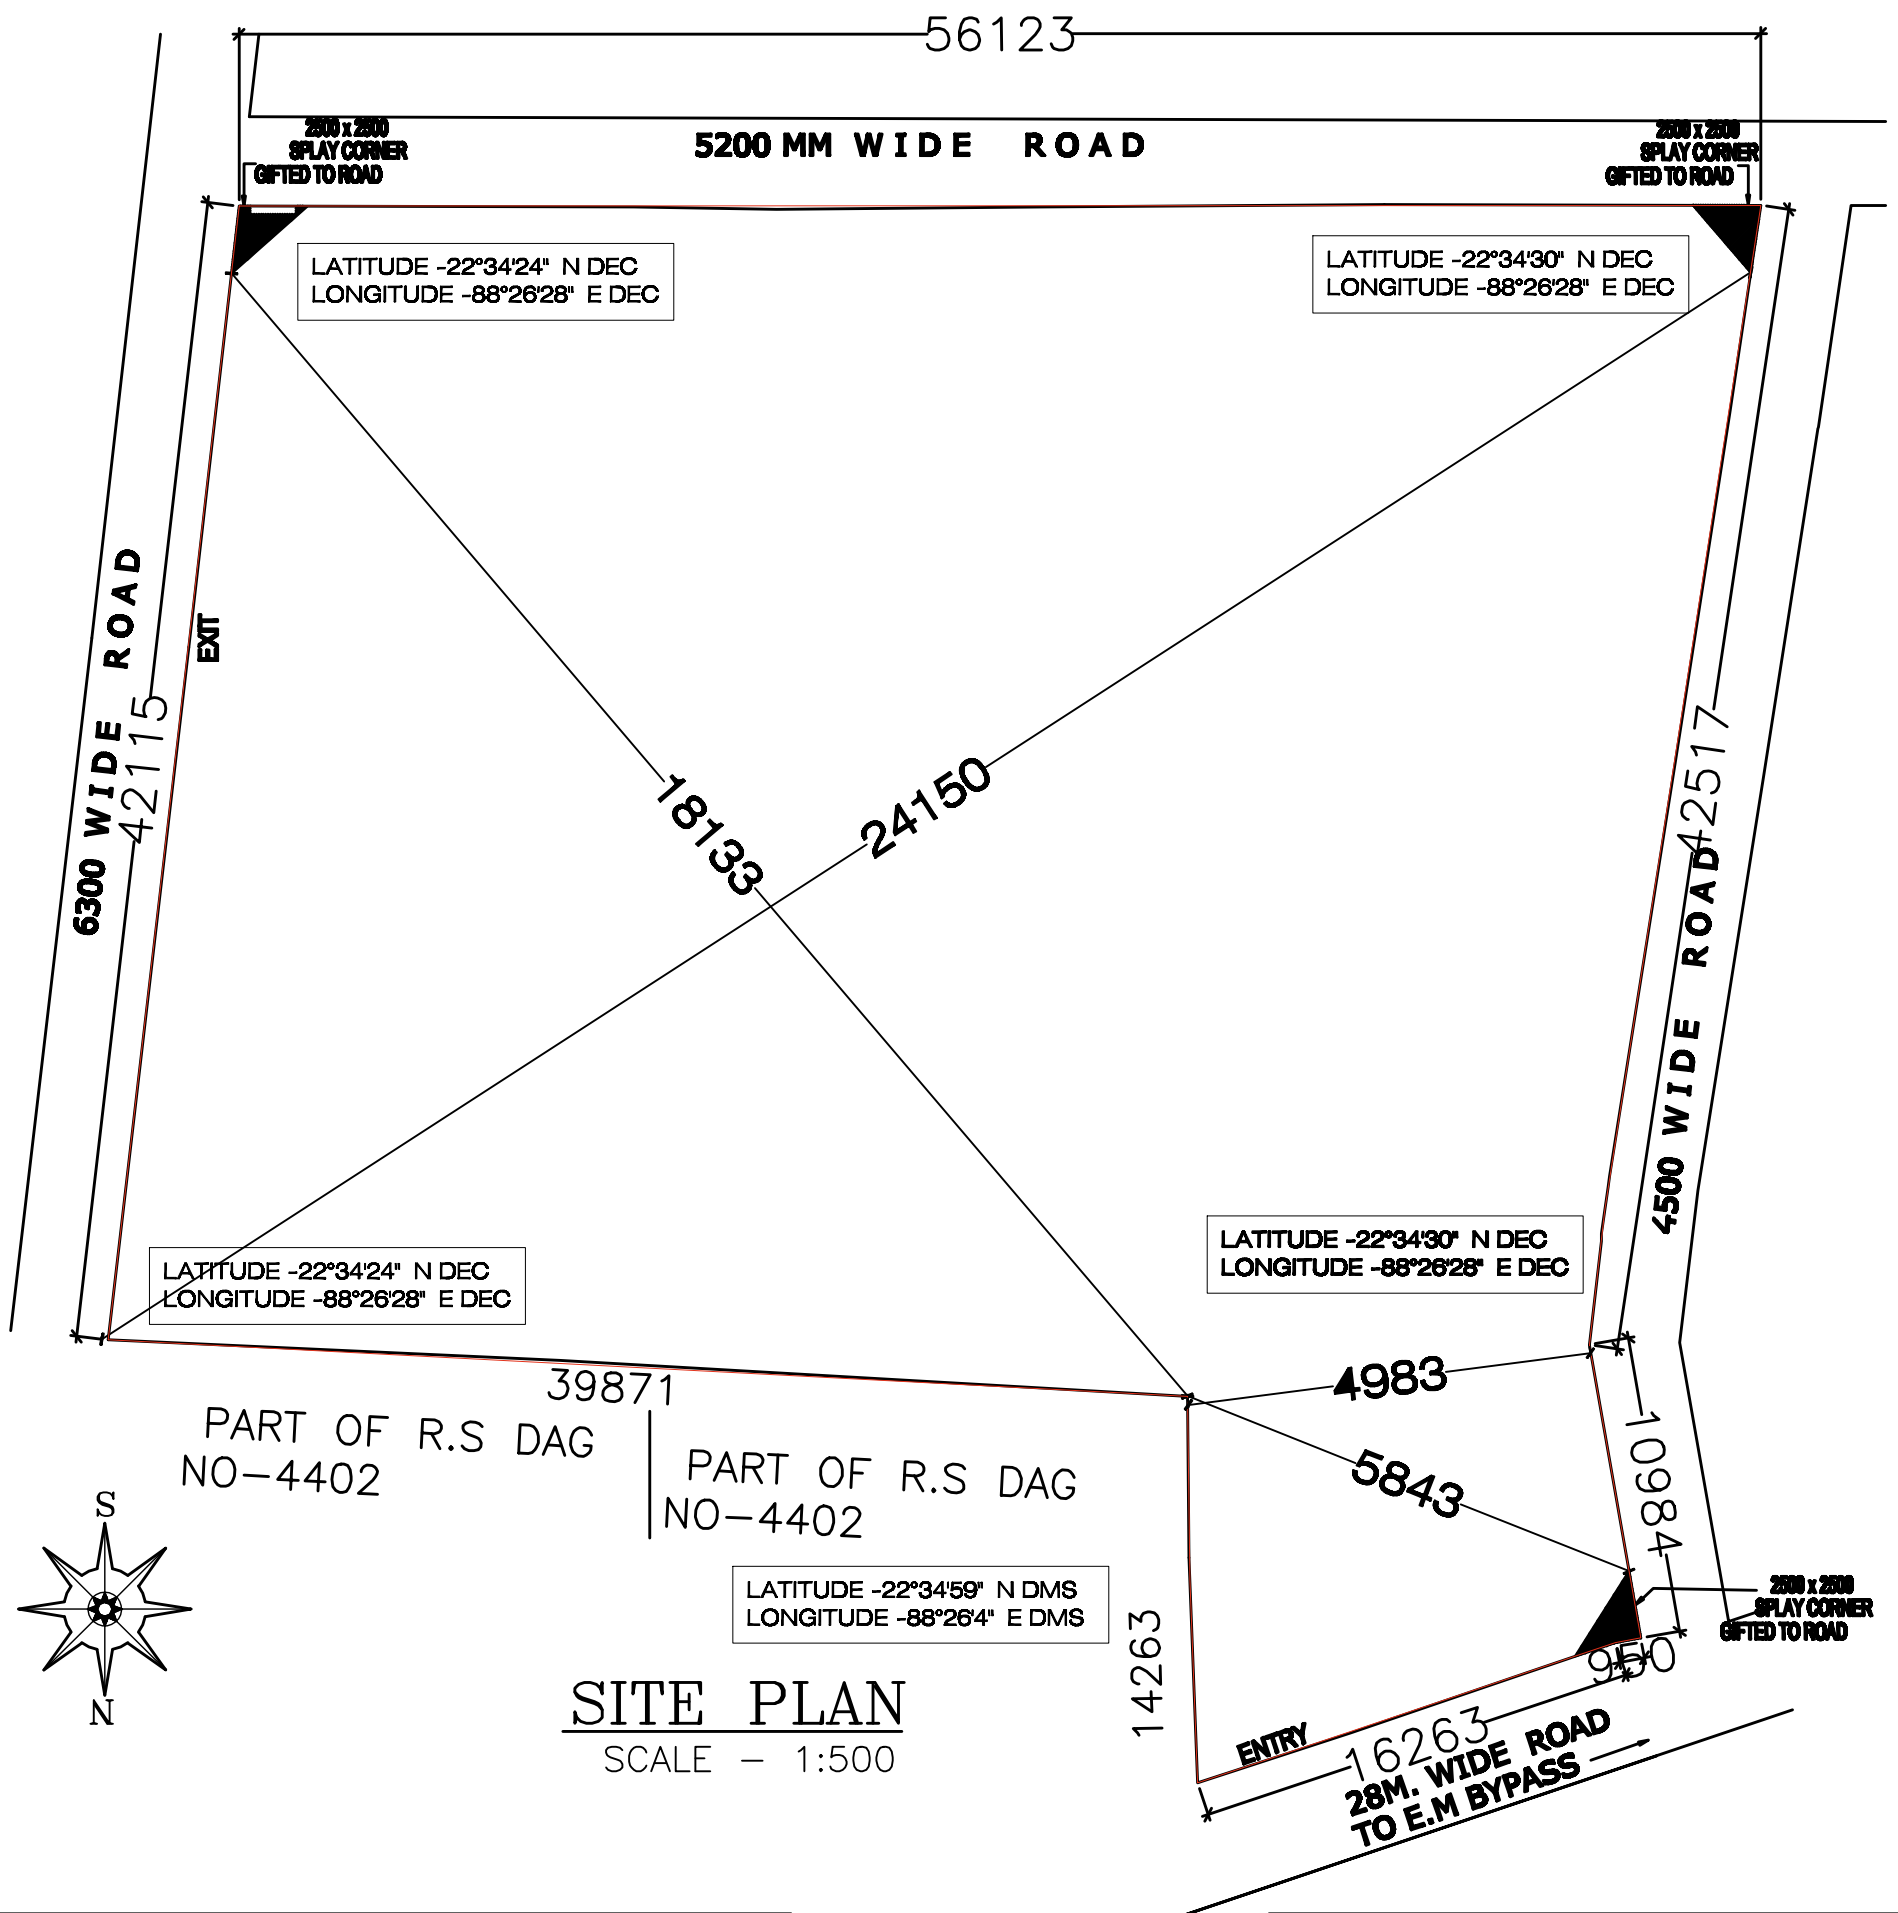 56123
2500 x 2500
SPLAY CORNER
GIFTED TO ROAD
5200 MM WIDE ROAD
2500 x 2500
SPLAY CORNER
GIFTED TO ROAD
LATITUDE -22°34'24" N DEC
LONGITUDE -88°26'28" E DEC
LATITUDE -22°34'30" N DEC
LONGITUDE -88°26'28" E DEC
6300 WIDE ROAD
42115
EXIT
18133
24150
42517
4500 WIDE ROAD
LATITUDE -22°34'24" N DEC
LONGITUDE -88°26'28" E DEC
LATITUDE -22°34'30" N DEC
LONGITUDE -88°26'28" E DEC
39871
4983
5843
10984
PART OF R.S DAG
NO-4402
PART OF R.S DAG
NO-4402
S
N
LATITUDE -22°34'59" N DMS
LONGITUDE -88°26'4" E DMS
14263
2500 x 2500
SPLAY CORNER
GIFTED TO ROAD
950
SITE PLAN
SCALE - 1:500
ENTRY
16263
28M. WIDE ROAD
TO E.M BYPASS